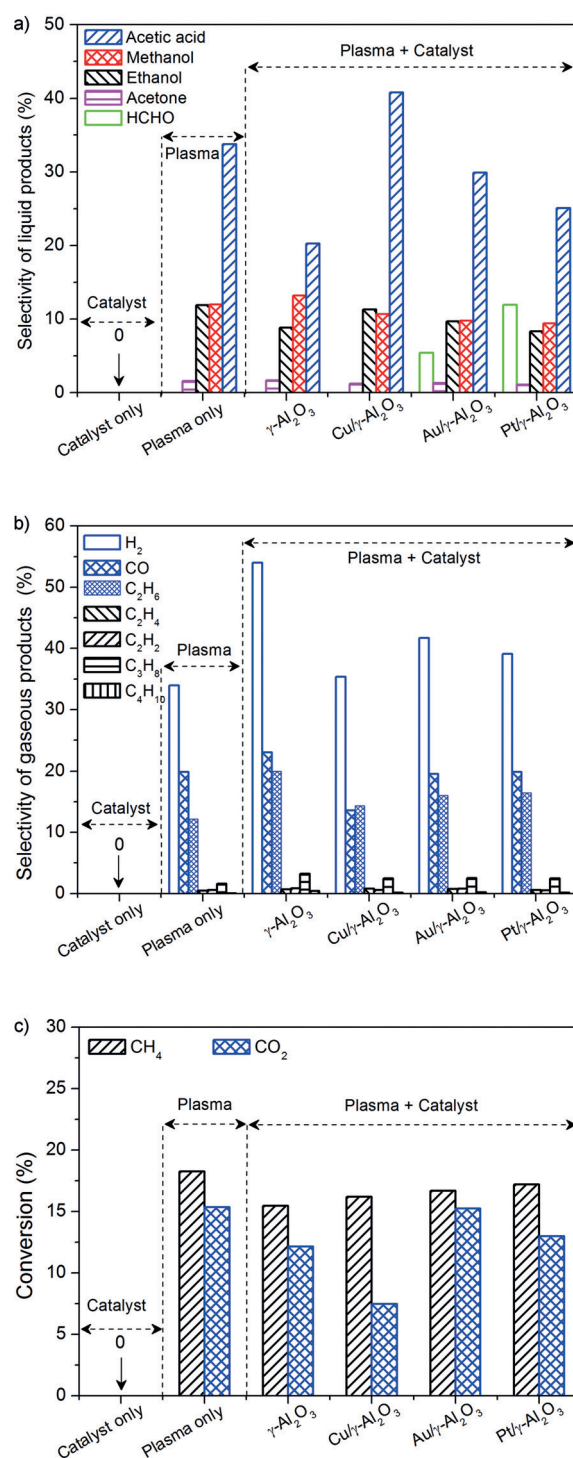 a)
Selectivity of liquid products (%)
50
40
30
20
10
0
Acetic acid
Methanol
Ethanol
Acetone
HCHO
Plasma + Catalyst
Plasma
Catalyst
0
Catalyst only
Plasma only
γ-Al₂O₃
Cu/γ-Al₂O₃
Au/γ-Al₂O₃
Pt/γ-Al₂O₃
b)
Selectivity of gaseous products (%)
60
50
40
30
20
10
0
H₂
CO
C₂H₆
C₂H₄
C₂H₂
C₃H₈
C₄H₁₀
Plasma + Catalyst
Plasma
Catalyst
0
Catalyst only
Plasma only
γ-Al₂O₃
Cu/γ-Al₂O₃
Au/γ-Al₂O₃
Pt/γ-Al₂O₃
c)
Conversion (%)
30
25
20
15
10
5
0
CH₄
CO₂
Plasma
Plasma + Catalyst
Catalyst
0
Catalyst only
Plasma only
γ-Al₂O₃
Cu/γ-Al₂O₃
Au/γ-Al₂O₃
Pt/γ-Al₂O₃